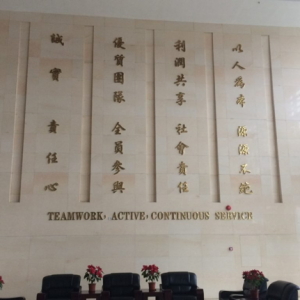 以人為本
利潤共享 社會責任
優質團隊 全員參與
誠實 責任心
TEAMWORK, ACTIVE, CONTINUOUS SERVICE